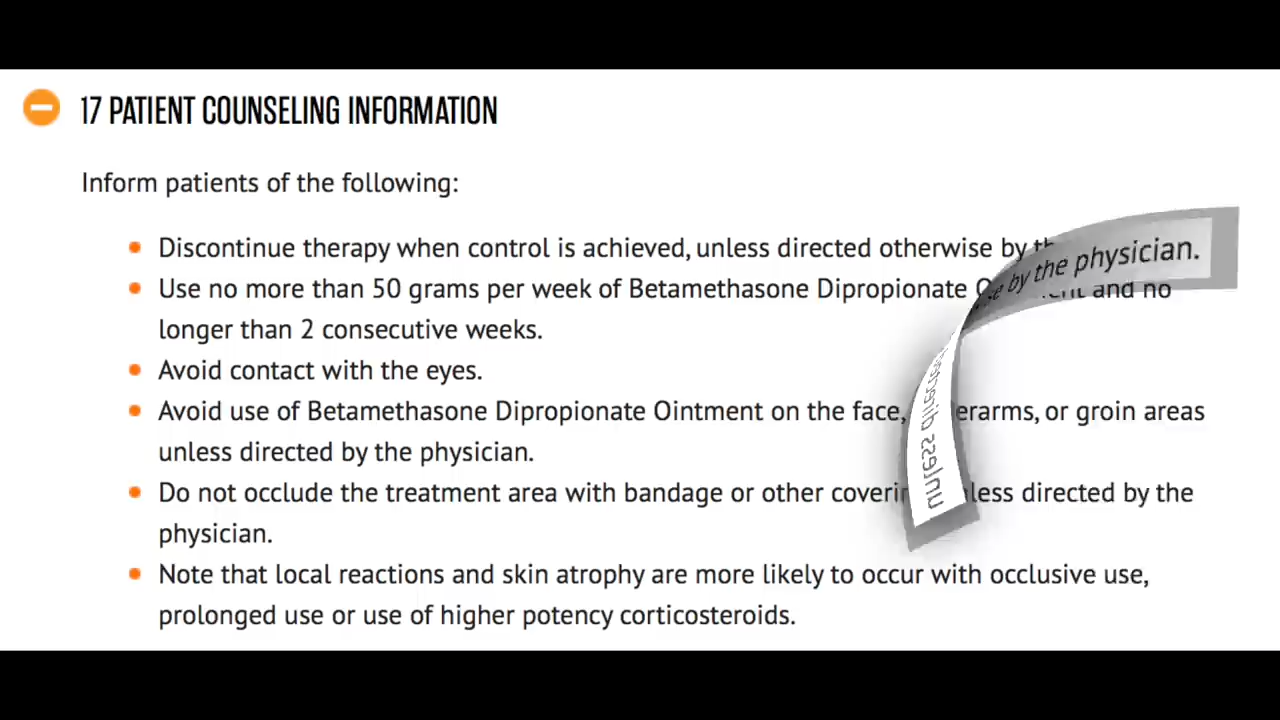 17 PATIENT COUNSELING INFORMATION
Inform patients of the following:
Discontinue therapy when control is achieved, unless directed otherwise by
by the physician.
Use no more than 50 grams per week of Betamethasone Dipropionate and no
longer than 2 consecutive weeks.
Avoid contact with the eyes.
Avoid use of Betamethasone Dipropionate Ointment on the face, or groin areas
unless directed by the physician.
Do not occlude the treatment area with bandage or other directed by the
physician.
Note that local reactions and skin atrophy are more likely to occur with occlusive use,
prolonged use or use of higher potency corticosteroids.
unless